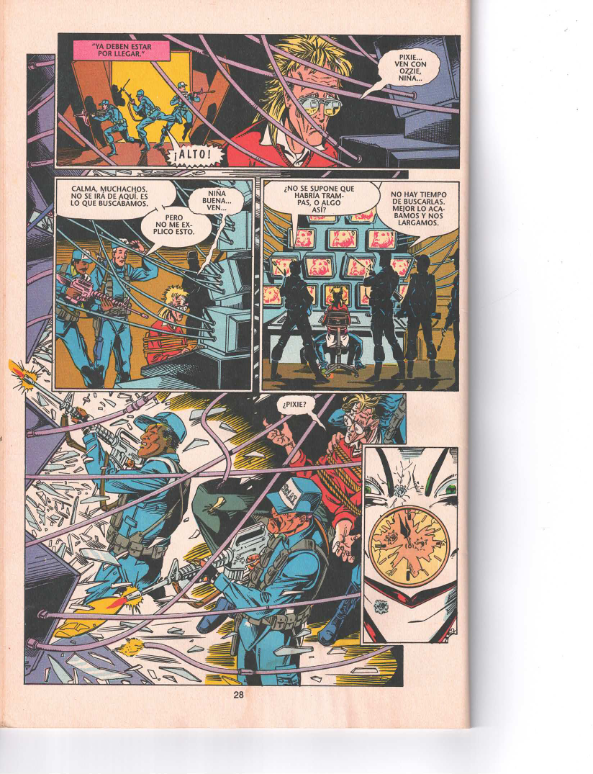 "YA DEBEN ESTAR
POR LLEGAR."
¡ALTO!
PIXIE...
VEN CON
OZZIE,
NIÑA...
CALMA, MUCHACHOS,
NO SE IRÁ DE AQUÍ. ES
LO QUE BUSCABAMOS.
PERO
NO ME EX-
PLICO ESTO.
NIÑA
BUENA...
VEN...
¿NO SE SUPONE QUE
HABRÍA TRAM-
PAS, O ALGO
ASÍ?
NO HAY TIEMPO
DE BUSCARLAS.
MEJOR LO ACA-
BAMOS Y NOS
LARGAMOS.
¿PIXIE?
28